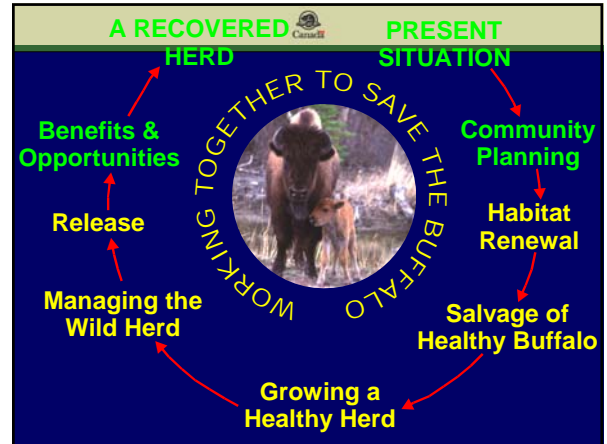 A RECOVERED
HERD
Canada
PRESENT
SITUATION
Community
Planning
Habitat
Renewal
Salvage of
Healthy Buffalo
Growing a
Healthy Herd
Managing the
Wild Herd
Release
Benefits &
Opportunities
WORKING TOGETHER TO SAVE THE BUFFALO